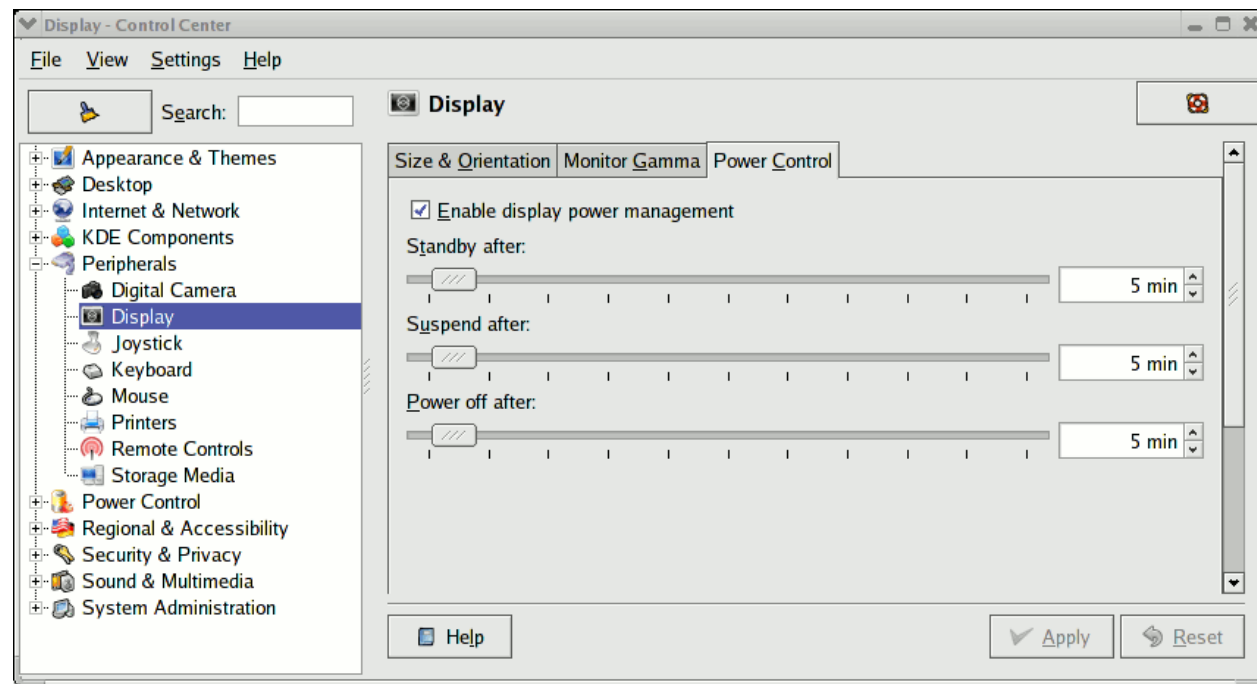 Display - Control Center
File View Settings Help
Search:
Display
Appearance & Themes
Desktop
Internet & Network
KDE Components
Peripherals
Digital Camera
Display
Joystick
Keyboard
Mouse
Printers
Remote Controls
Storage Media
Power Control
Regional & Accessibility
Security & Privacy
Sound & Multimedia
System Administration
Size & Orientation Monitor Gamma Power Control
Enable display power management
Standby after:
5 min
Suspend after:
5 min
Power off after:
5 min
Help Apply Reset